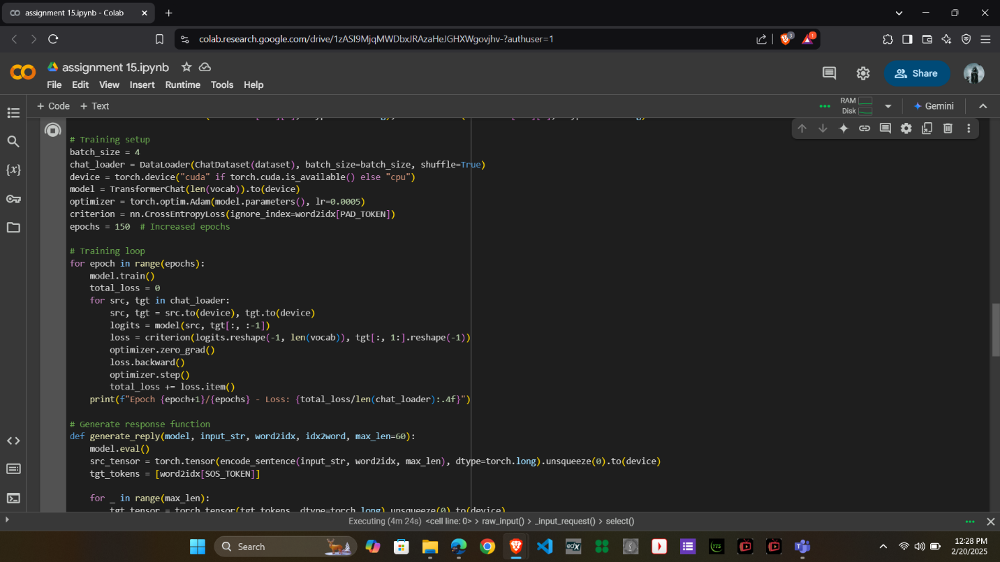 assignment 15.ipynb - Colab
colab.research.google.com/drive/1zASI9MjqMWDbxJRAzaHeJGHXWgovjhv-?authuser=1
3
1
CO
assignment 15.ipynb
Share
File Edit View Insert Runtime Tools Help
+ Code + Text
RAM
Disk
Gemini
# Training setup
batch_size = 4
chat_loader = DataLoader(ChatDataset(dataset), batch_size=batch_size, shuffle=True)
device = torch.device("cuda" if torch.cuda.is_available() else "cpu")
model = TransformerChat(len(vocab)).to(device)
optimizer = torch.optim.Adam(model.parameters(), lr=0.0005)
criterion = nn.CrossEntropyLoss(ignore_index=word2idx[PAD_TOKEN])
epochs = 150  # Increased epochs
# Training loop
for epoch in range(epochs):
    model.train()
    total_loss = 0
    for src, tgt in chat_loader:
        src, tgt = src.to(device), tgt.to(device)
        logits = model(src, tgt[:, :-1])
        loss = criterion(logits.reshape(-1, len(vocab)), tgt[:, 1:].reshape(-1))
        optimizer.zero_grad()
        loss.backward()
        optimizer.step()
        total_loss += loss.item()
    print(f"Epoch {epoch+1}/{epochs} - Loss: {total_loss/len(chat_loader):.4f}")
# Generate response function
def generate_reply(model, input_str, word2idx, idx2word, max_len=60):
    model.eval()
    src_tensor = torch.tensor(encode_sentence(input_str, word2idx, max_len), dtype=torch.long).unsqueeze(0).to(device)
    tgt_tokens = [word2idx[SOS_TOKEN]]
    for _ in range(max_len):
        tgt_tensor = torch.tensor(tgt_tokens, dtype=torch.long).unsqueeze(0).to(device)
Executing (4m 24s) <cell line: 0> > raw_input() > _input_request() > select()
Search
edX
YTS
12:28 PM
2/20/2025